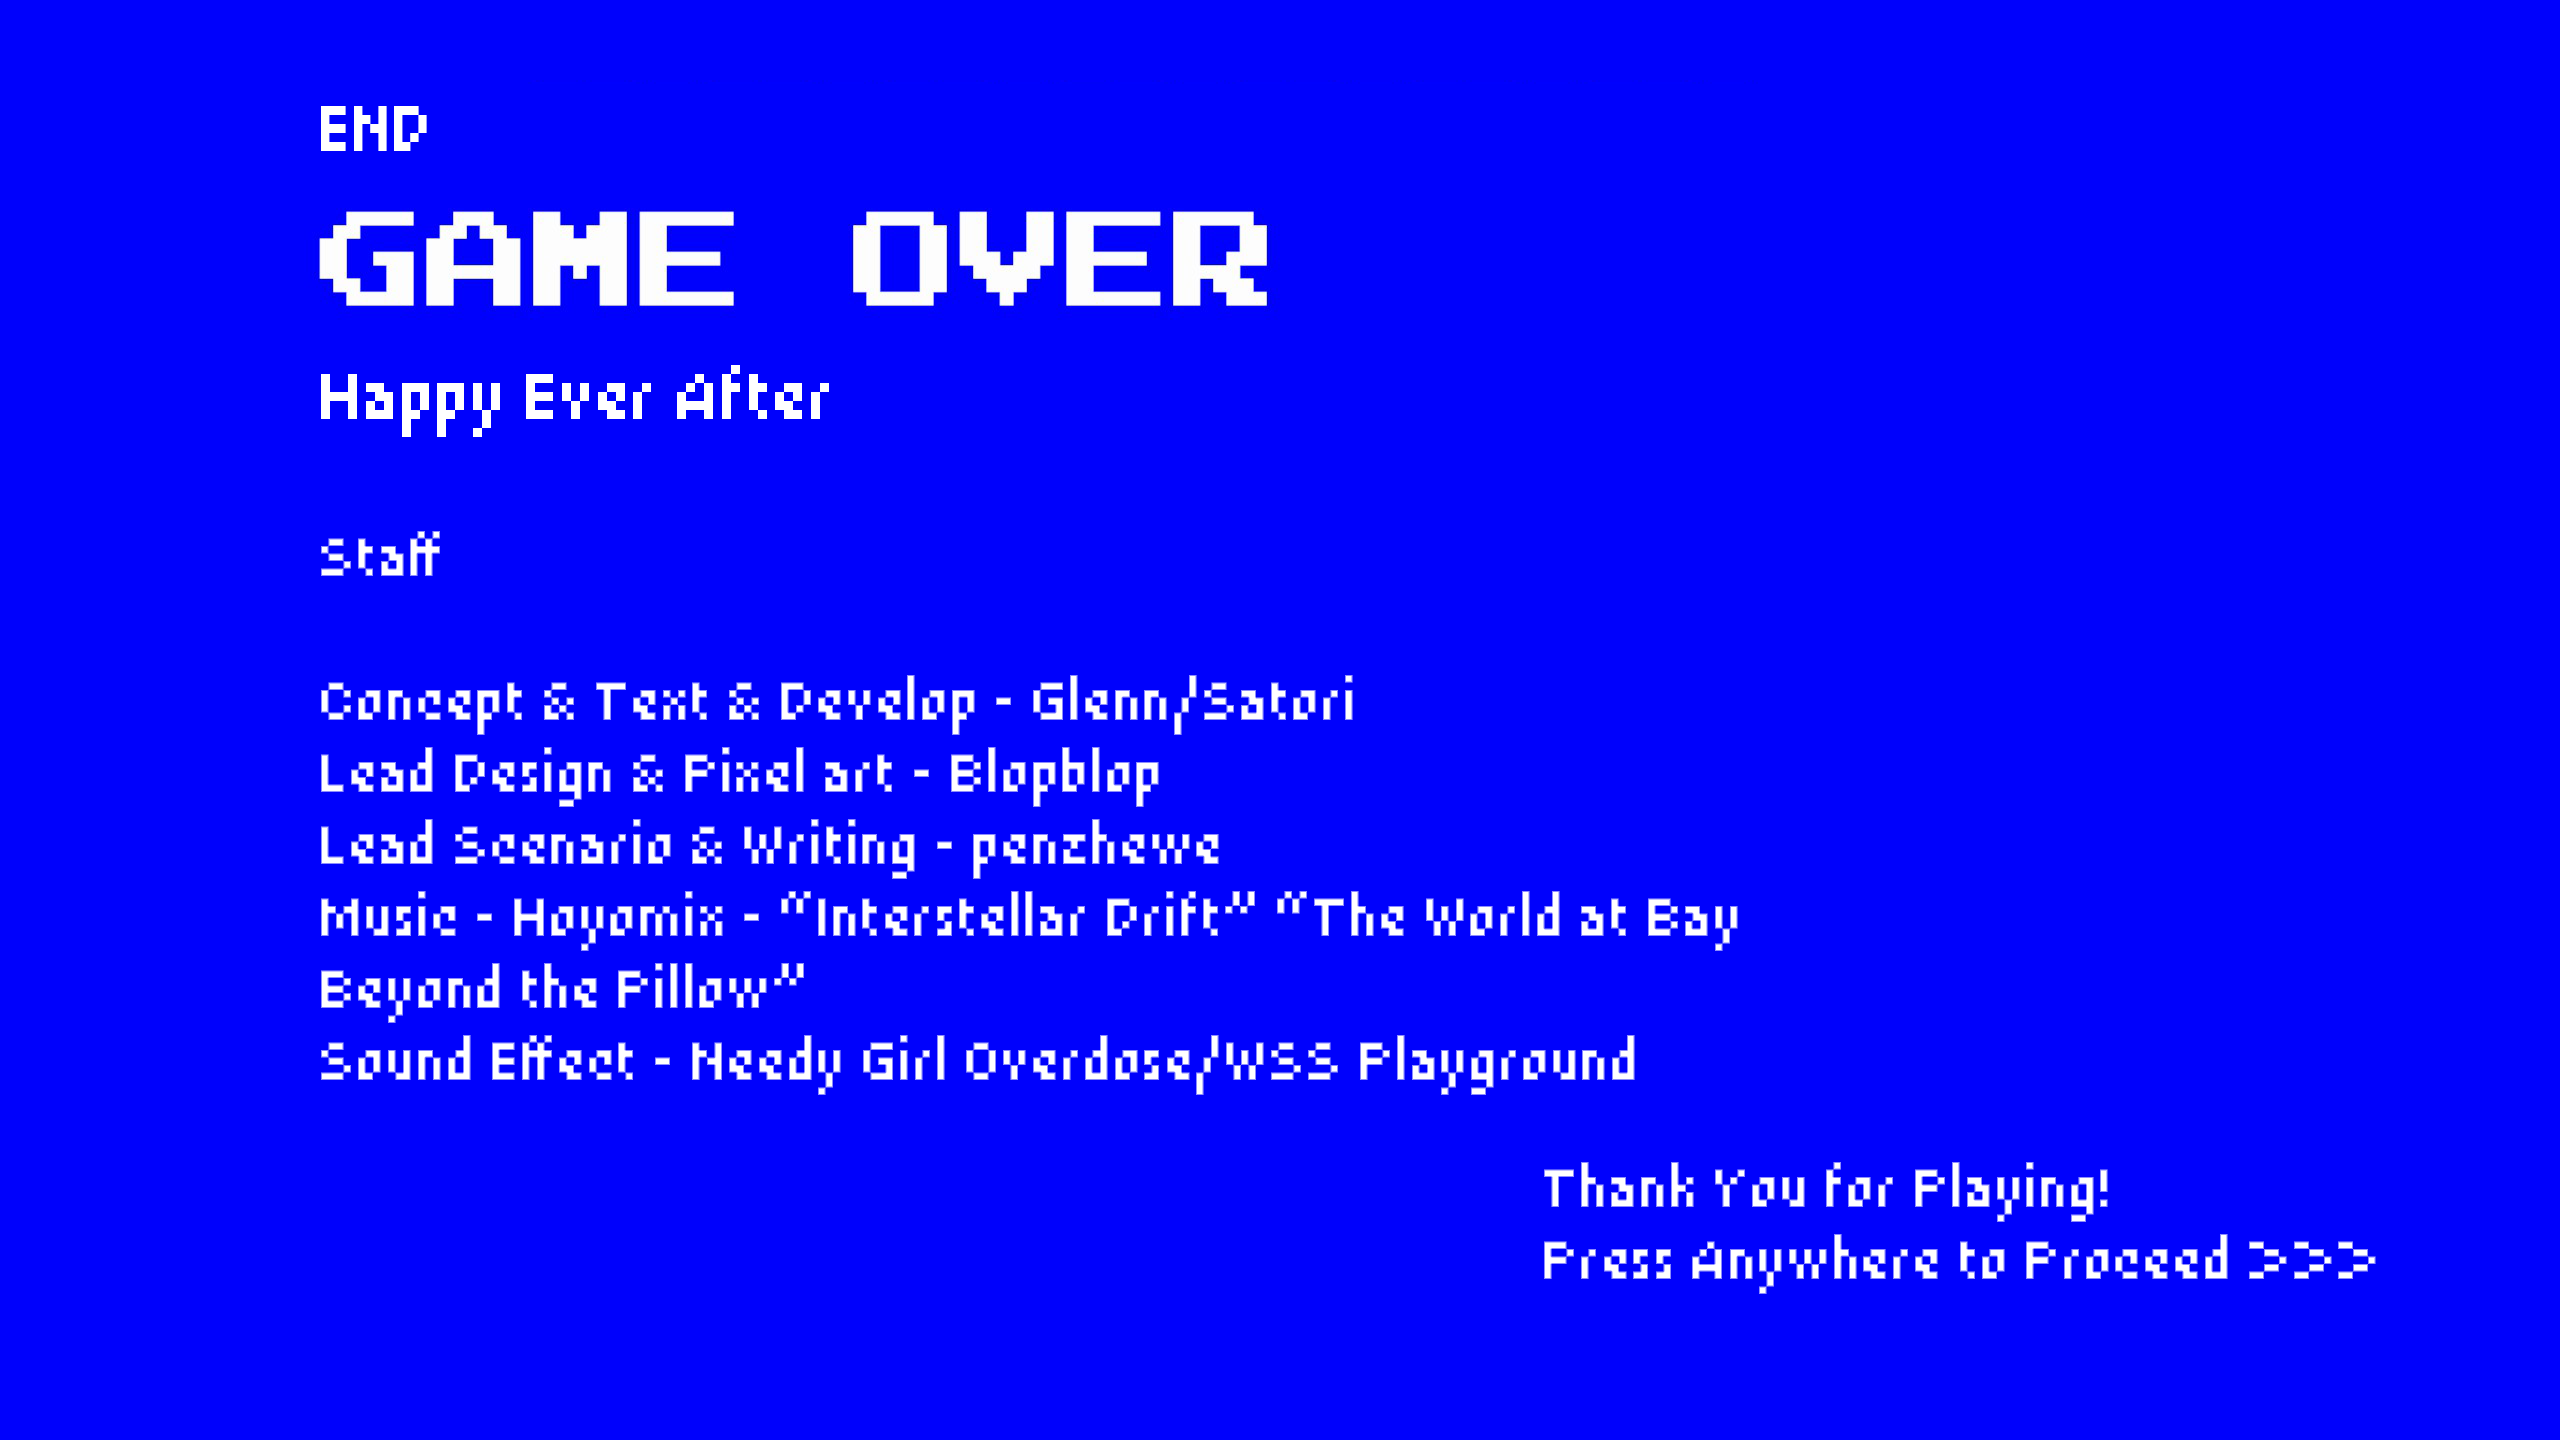 END
GAME OVER
Happy Ever After
Staff
Concept & Text & Develop - Glenn/Satori
Lead Design & Pixel art - Blopblop
Lead Scenario & Writing - penzhewe
Music - Hoyomix - "Interstellar Drift" "The World at Bay
Beyond the Pillow"
Sound Effect - Needy Girl Overdose/WSS Playground
Thank You for Playing!
Press Anywhere to Proceed >>>